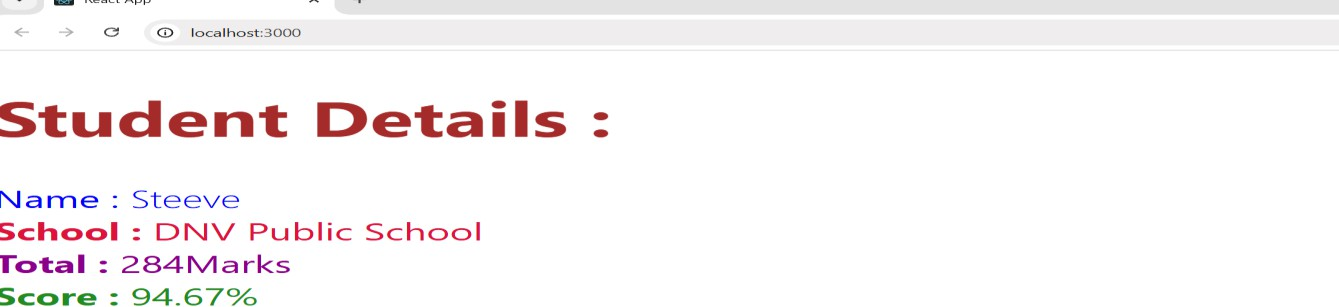 React App
localhost:3000
Student Details :
Name : Steeve
School : DNV Public School
Total : 284Marks
Score : 94.67%